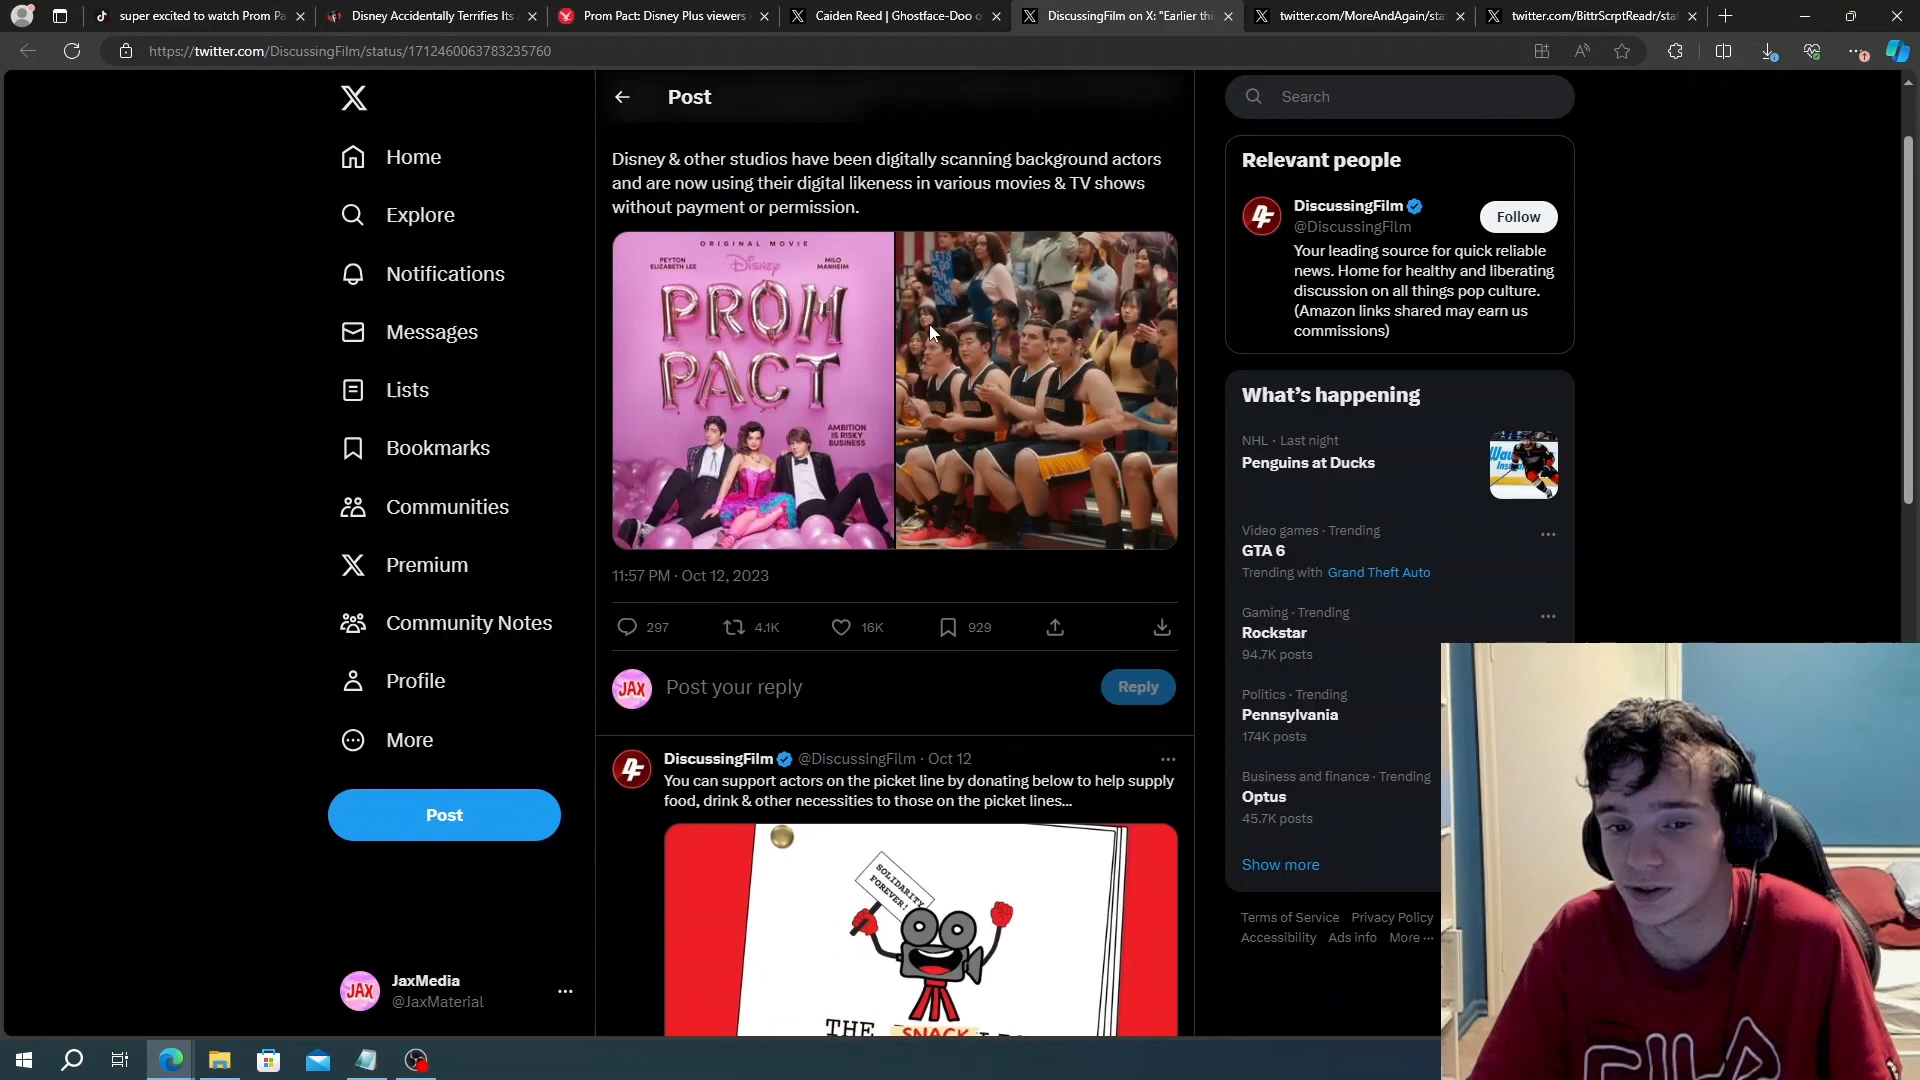 super excited to watch Prom Pa
Disney Accidentally Terrifies Its
Prom Pact: Disney Plus viewers
Caiden Reed | Ghostface-Doo o
DiscussingFilm on X: "Earlier thi
twitter.com/MoreAndAgain/sta
twitter.com/BittrScrptReadr/sta
https://twitter.com/DiscussingFilm/status/1712460063783235760
Home
Explore
Notifications
Messages
Lists
Bookmarks
Communities
Premium
Community Notes
Profile
More
Post
JAX
JaxMedia
@JaxMaterial
Post
Disney & other studios have been digitally scanning background actors
and are now using their digital likeness in various movies & TV shows
without payment or permission.
ORIGINAL MOVIE
PEYTON
ELIZABETH LEE
Disney
MILO
MANHEIM
PROM
PACT
AMBITION
IS RISKY
BUSINESS
11:57 PM · Oct 12, 2023
297
4.1K
16K
929
JAX
Post your reply
Reply
DiscussingFilm @DiscussingFilm · Oct 12
You can support actors on the picket line by donating below to help supply
food, drink & other necessities to those on the picket lines...
SOLIDARITY
FOREVER!
THE
SNACK
Search
Relevant people
DiscussingFilm
@DiscussingFilm
Follow
Your leading source for quick reliable
news. Home for healthy and liberating
discussion on all things pop culture.
(Amazon links shared may earn us
commissions)
What's happening
NHL · Last night
Penguins at Ducks
Video games · Trending
GTA 6
Trending with Grand Theft Auto
Gaming · Trending
Rockstar
94.7K posts
Politics · Trending
Pennsylvania
174K posts
Business and finance · Trending
Optus
45.7K posts
Show more
Terms of Service Privacy Policy
Accessibility Ads info More ...
FILA